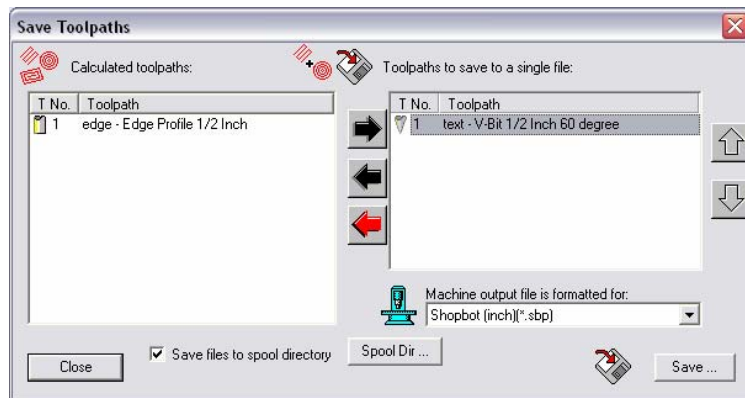 Save Toolpaths
Calculated toolpaths:
Toolpaths to save to a single file:
T No. Toolpath
1 edge - Edge Profile 1/2 Inch
T No. Toolpath
1 text - V-Bit 1/2 Inch 60 degree
Machine output file is formatted for:
Shopbot (inch)(*.sbp)
Close
Save files to spool directory
Spool Dir ...
Save ...